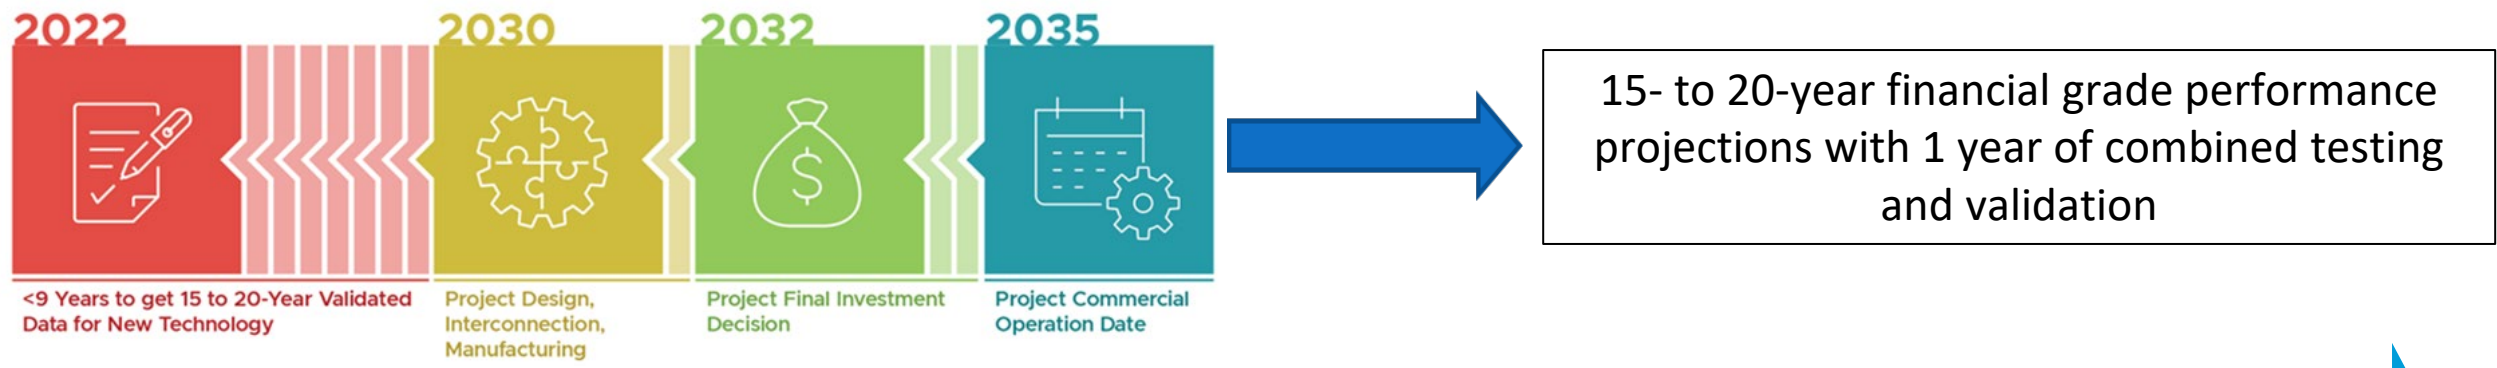 2022
<9 Years to get 15 to 20-Year Validated
Data for New Technology
2030
Project Design,
Interconnection,
Manufacturing
2032
$
Project Final Investment
Decision
2035
Project Commercial
Operation Date
15- to 20-year financial grade performance
projections with 1 year of combined testing
and validation